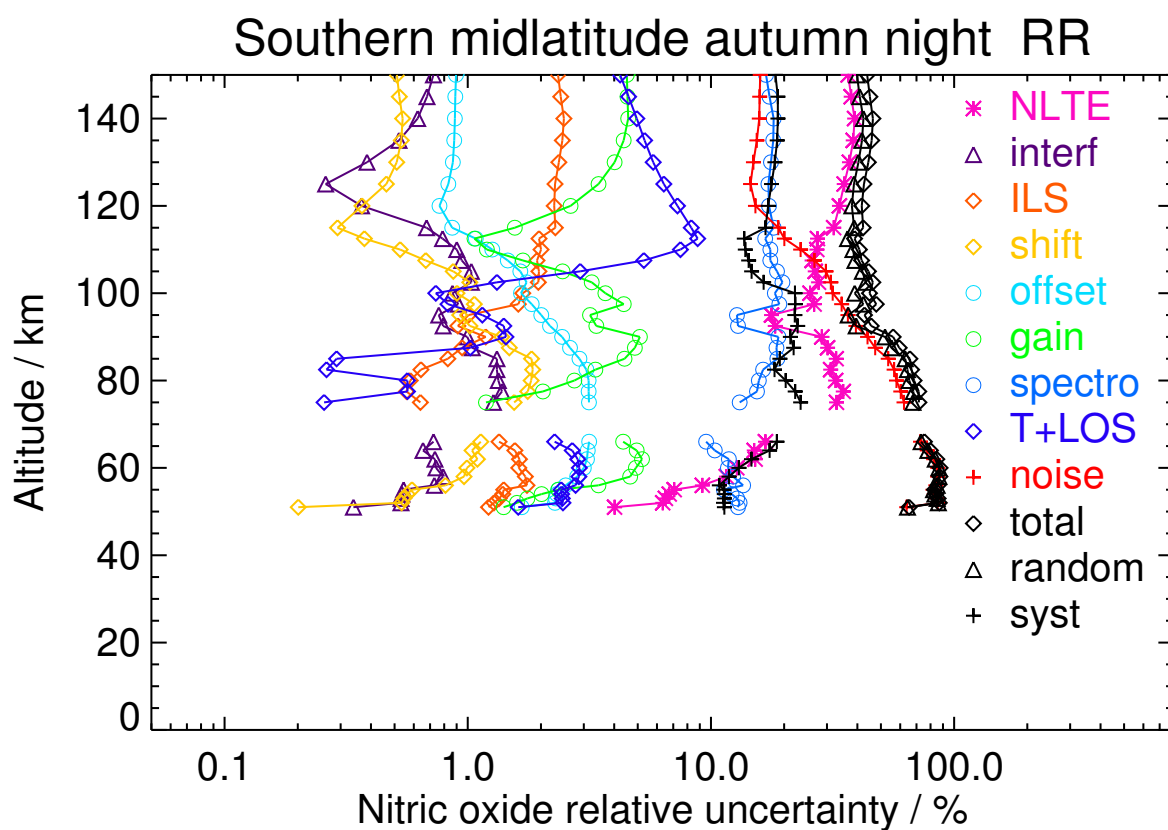 Southern midlatitude autumn night RR
Altitude / km
140
120
100
80
60
40
20
0
NLTE
interf
ILS
shift
offset
gain
spectro
T+LOS
noise
total
random
syst
0.1 1.0 10.0 100.0
Nitric oxide relative uncertainty / %